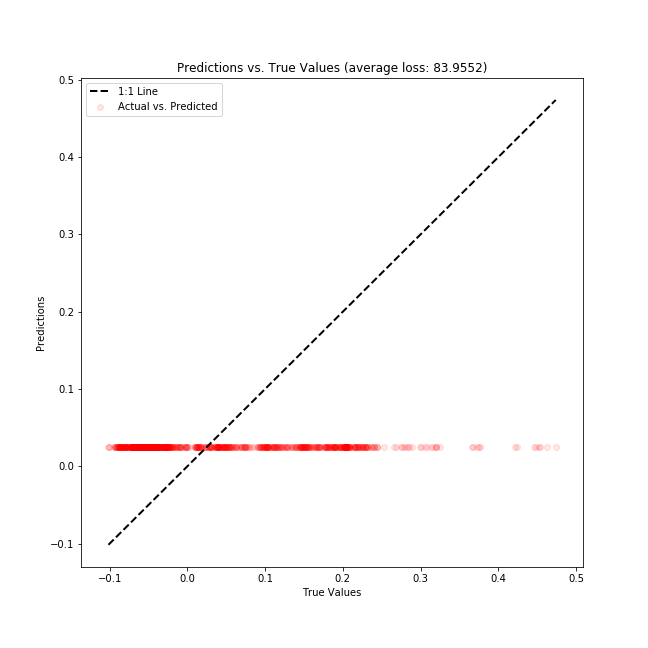 Predictions vs. True Values (average loss: 83.9552)
1:1 Line
Actual vs. Predicted
0.5
0.4
0.3
0.2
0.1
0.0
−0.1
Predictions
−0.1 0.0 0.1 0.2 0.3 0.4 0.5
True Values